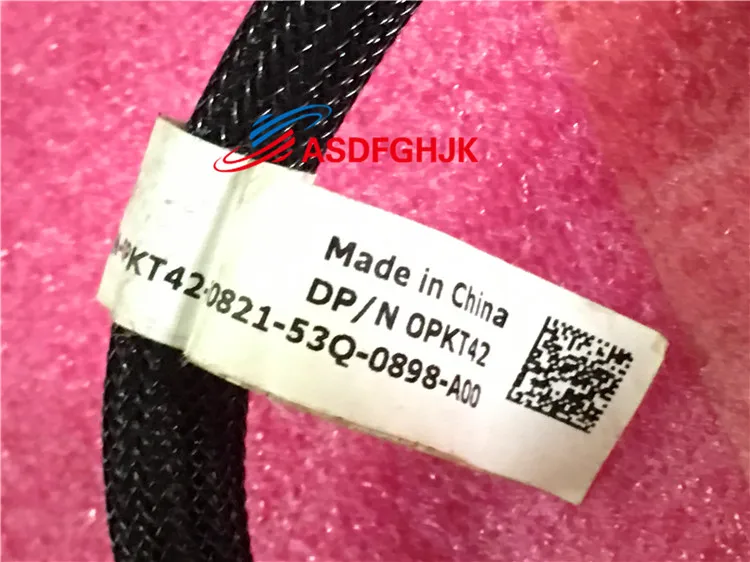 ASDFGHJK
Made in China
DP/N 0PKT42
PKT42-0821-53Q-0898-A00